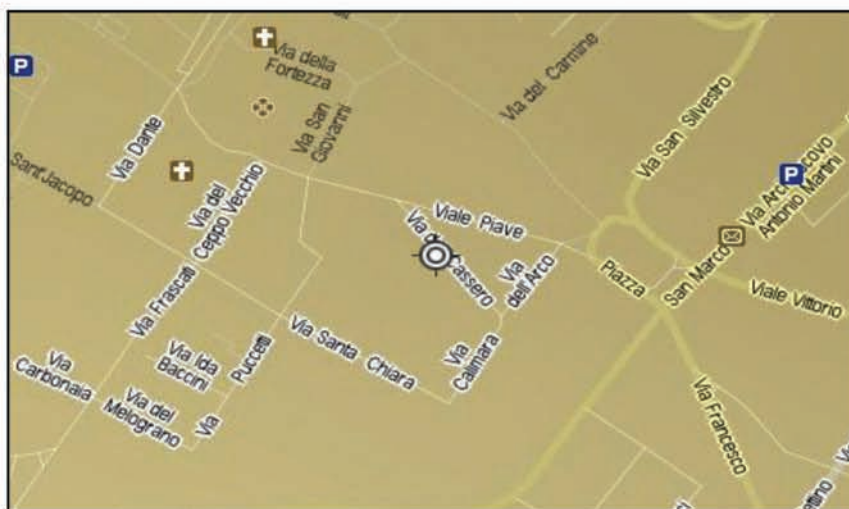 P
Via della
Fortezza
Via del Carmine
Via San
Giovanni
Via San Silvestro
Via Dante
Sant'Jacopo
P
Via del
Ceppo Vecchio
Viale Piave
Antonio Martini
Via
dell'Arco
Piazza
San Marco
Viale Vittorio
Via Frascati
Via Santa Chiara
Via
Calimara
Via Ida
Baccini
Via
Puccetti
Via
Carbonaia
Via del
Melograno
Via Francesco